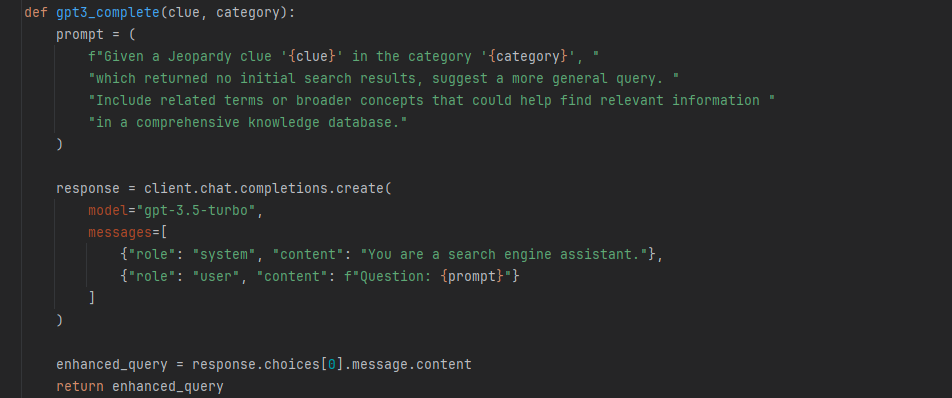 def gpt3_complete(clue, category):
    prompt = (
        f"Given a Jeopardy clue '{clue}' in the category '{category}', "
        "which returned no initial search results, suggest a more general query. "
        "Include related terms or broader concepts that could help find relevant information "
        "in a comprehensive knowledge database."
    )
    response = client.chat.completions.create(
        model="gpt-3.5-turbo",
        messages=[
            {"role": "system", "content": "You are a search engine assistant."},
            {"role": "user", "content": f"Question: {prompt}"}
        ]
    )
    enhanced_query = response.choices[0].message.content
    return enhanced_query